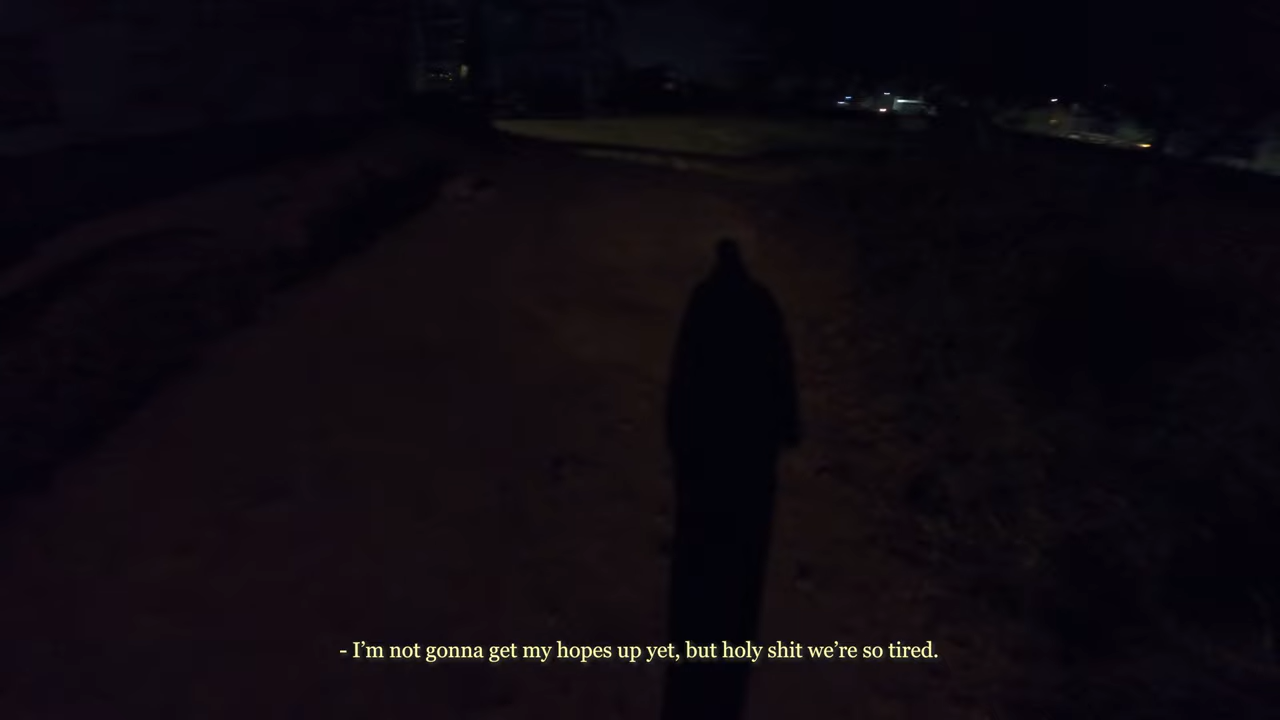 - I’m not gonna get my hopes up yet, but holy shit we’re so tired.